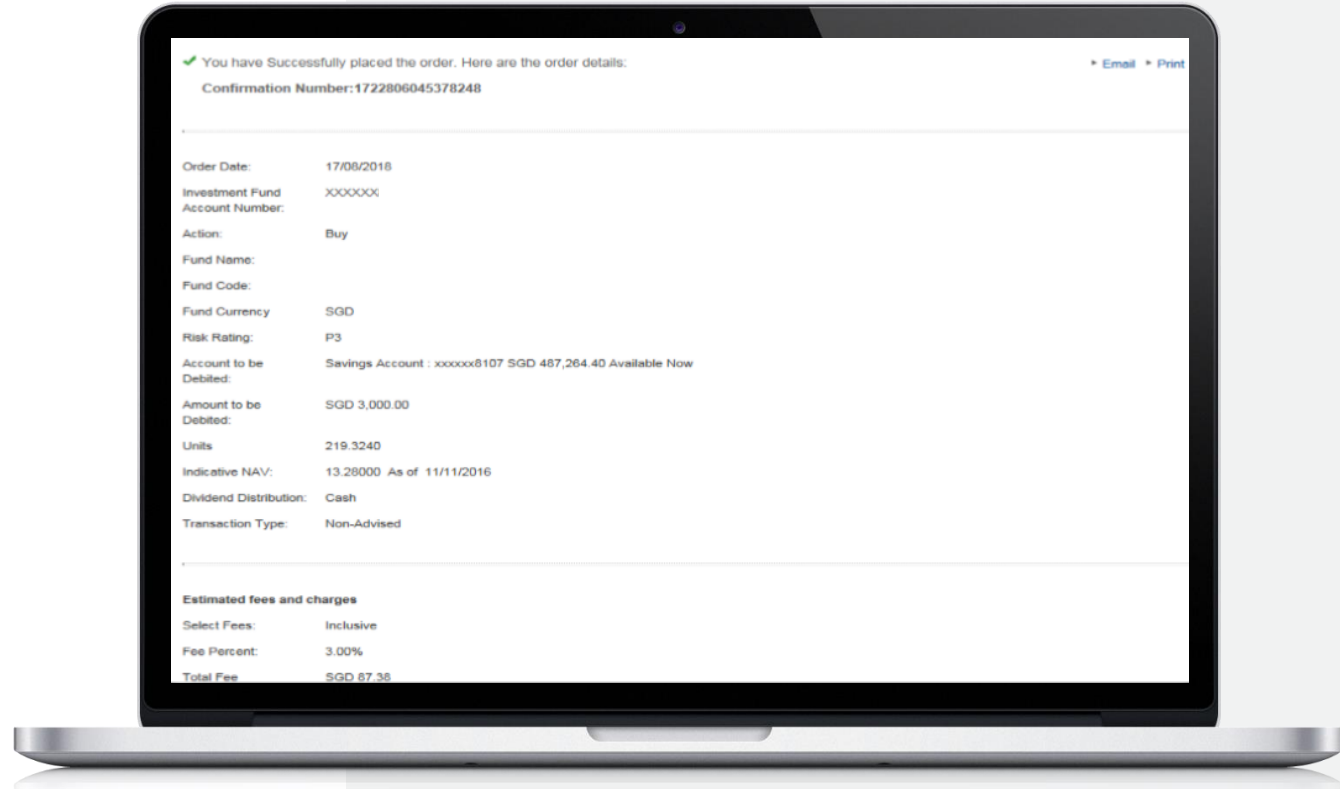 You have Successfully placed the order. Here are the order details:
Email Print
Confirmation Number:1722806045378248
Order Date: 17/08/2018
Investment Fund XXXXXX
Account Number:
Action: Buy
Fund Name:
Fund Code:
Fund Currency SGD
Risk Rating: P3
Account to be Savings Account : xxxxxx8107 SGD 487,264.40 Available Now
Debited:
Amount to be SGD 3,000.00
Debited:
Units 219.3240
Indicative NAV: 13.28000 As of 11/11/2016
Dividend Distribution: Cash
Transaction Type: Non-Advised
Estimated fees and charges
Select Fees: Inclusive
Fee Percent: 3.00%
Total Fee SGD 87.38